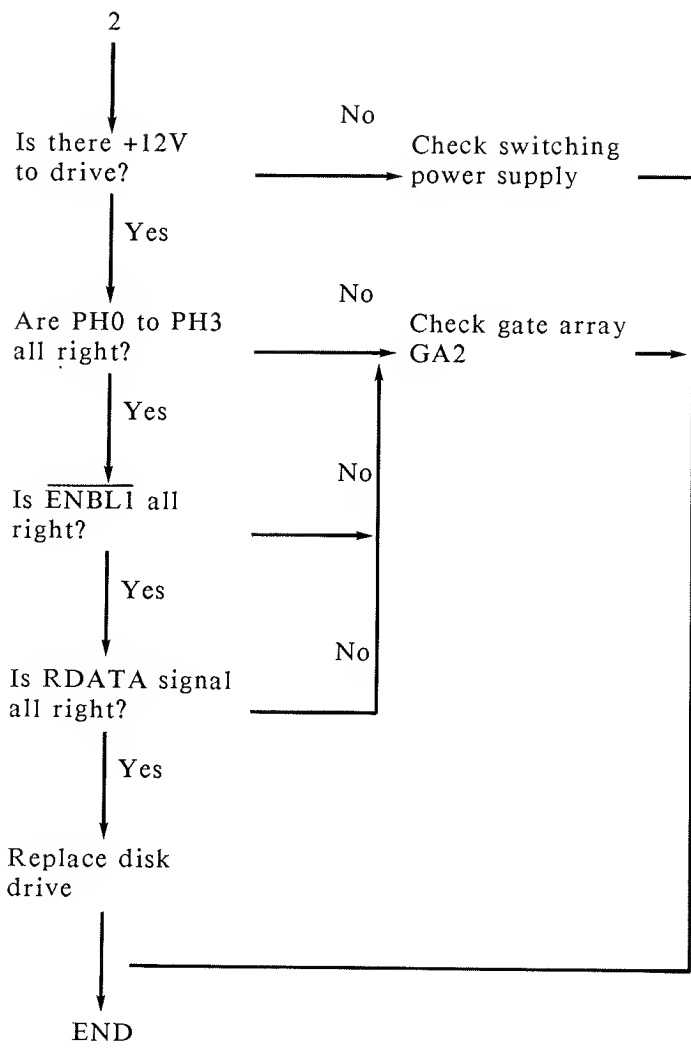 2
No
Is there +12V
to drive?
Check switching
power supply
Yes
No
Are PH0 to PH3
all right?
Check gate array
GA2
Yes
No
Is E̅N̅B̅L̅1̅ all
right?
Yes
No
Is RDATA signal
all right?
Yes
Replace disk
drive
END